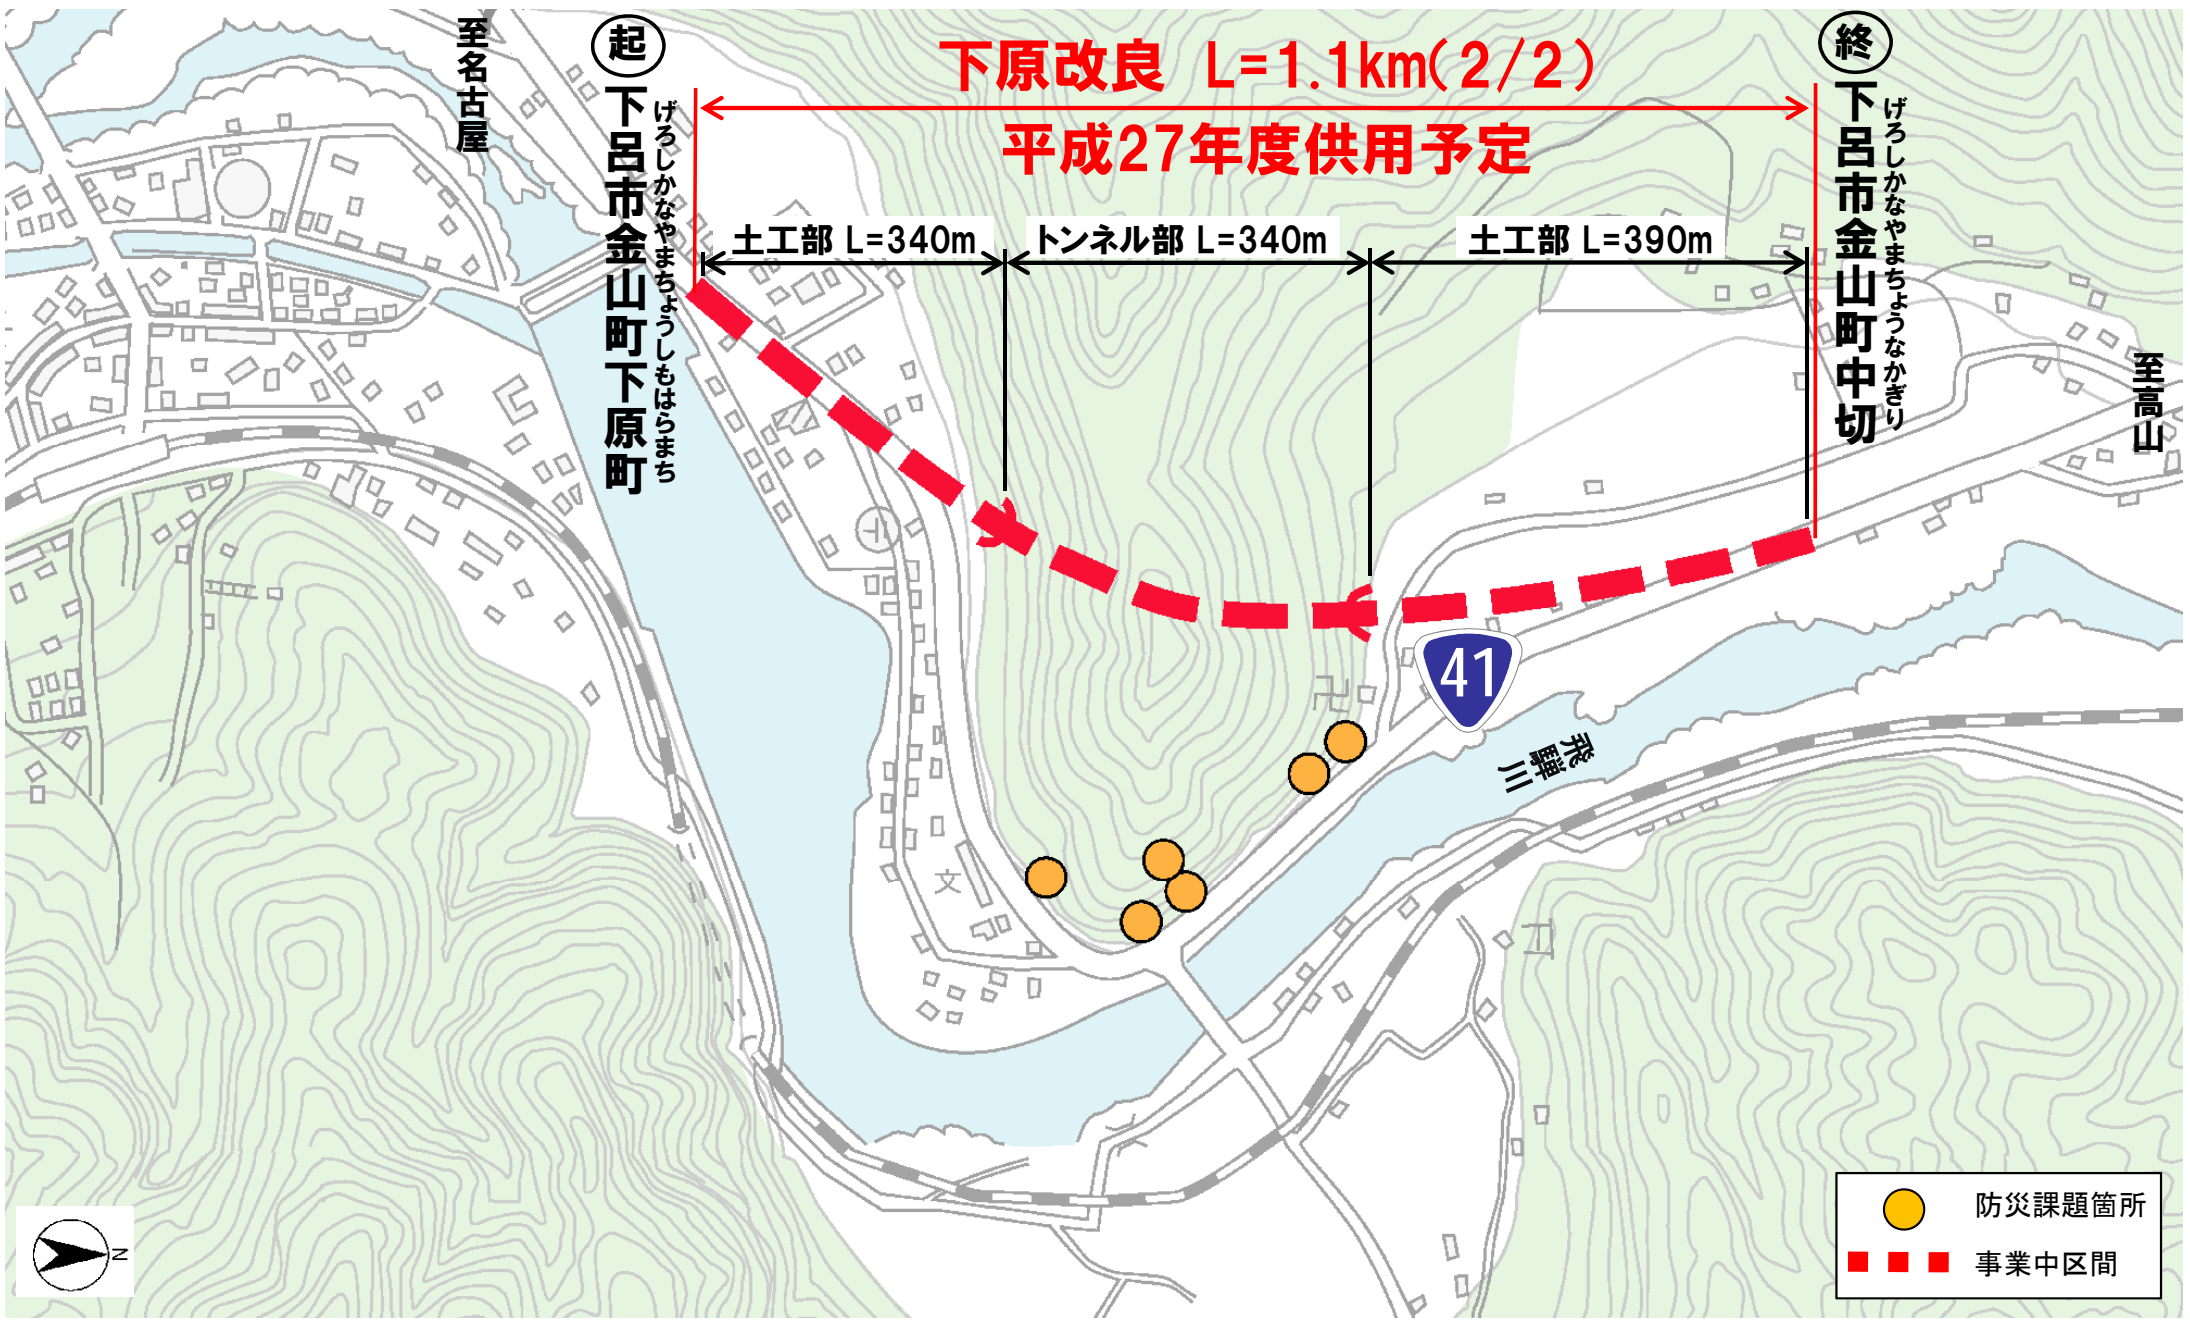 至名古屋
起
下呂市金山町下原町
げろしかなやまちょうしもはらまち
下原改良 L=1.1km(2/2)
平成27年度供用予定
終
下呂市金山町中切
げろしかなやまちょうなかぎり
至高山
土工部 L=340m
トンネル部 L=340m
土工部 L=390m
41
飛騨川
文
N
防災課題箇所
事業中区間